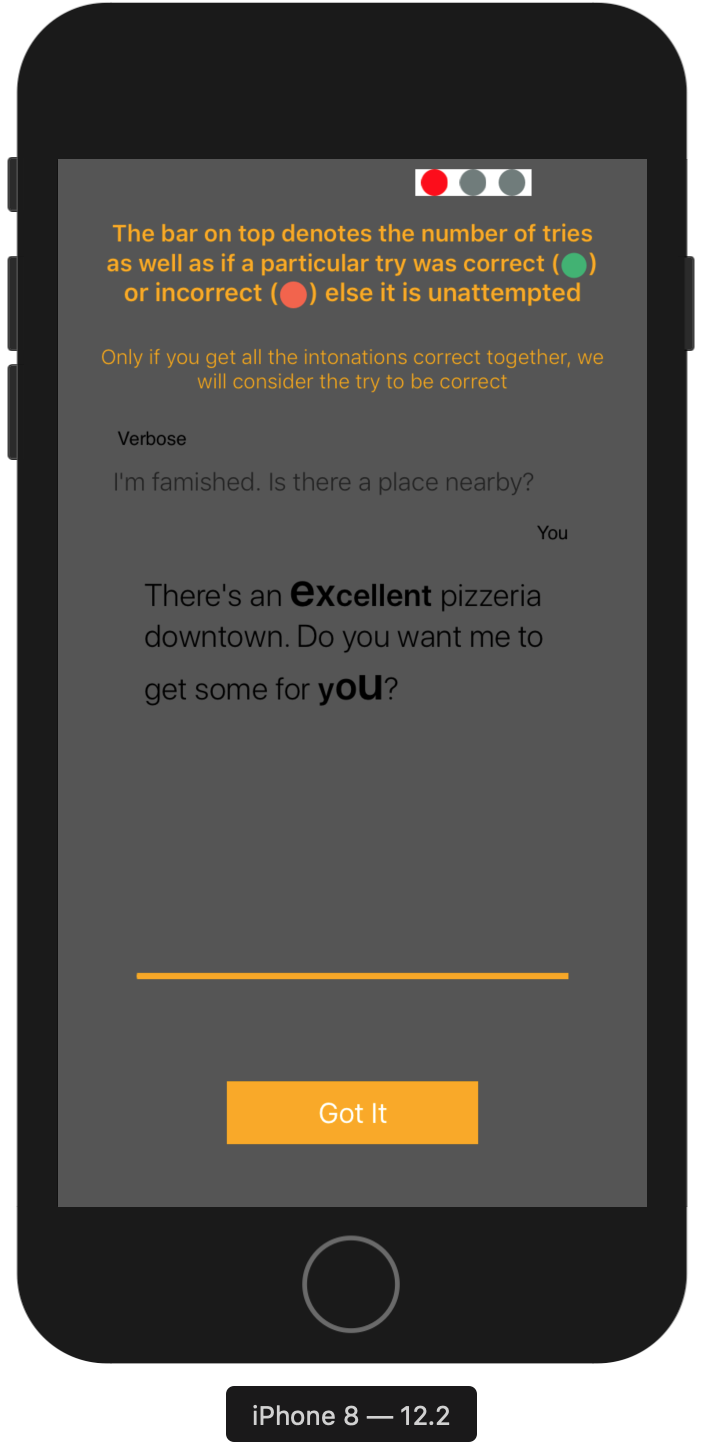 The bar on top denotes the number of tries
as well as if a particular try was correct ()
or incorrect () else it is unattempted
Only if you get all the intonations correct together, we
will consider the try to be correct
Verbose
I'm famished. Is there a place nearby?
You
There's an excellent pizzeria
downtown. Do you want me to
get some for you?
Got It
iPhone 8 — 12.2